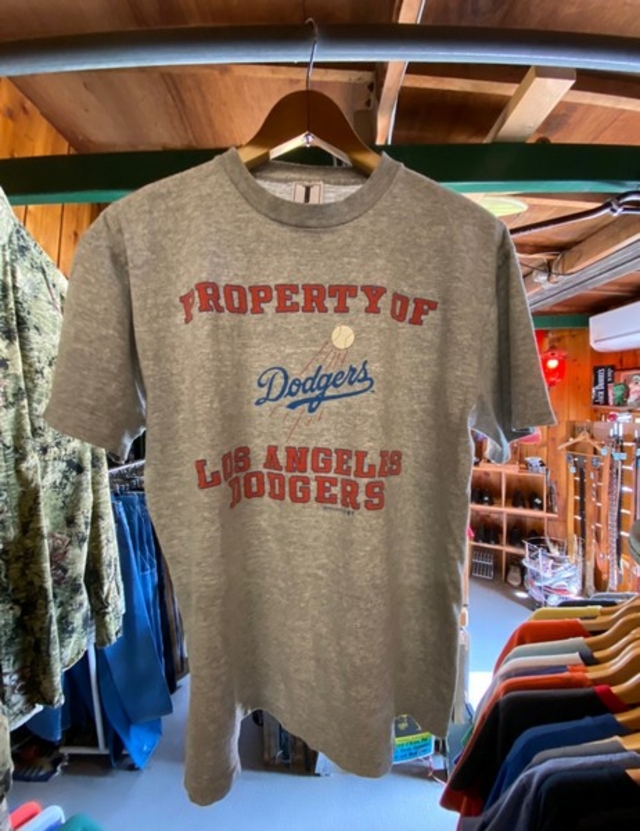 PROPERTY OF
Dodgers
LOS ANGELES
DODGERS